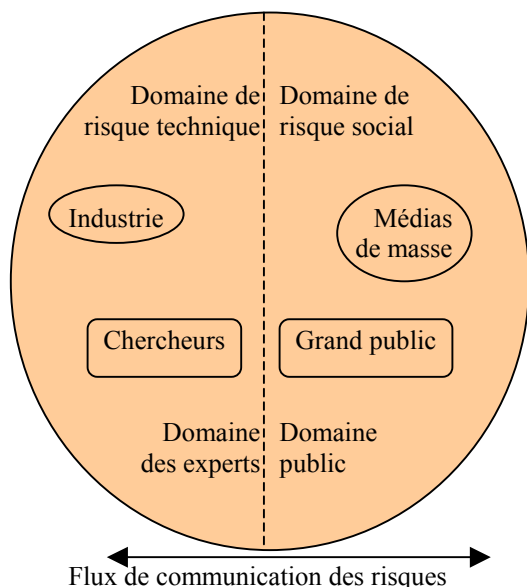 Domaine de
risque technique
Domaine de
risque social
Industrie
Médias
de masse
Chercheurs
Grand public
Domaine
des experts
Domaine
public
Flux de communication des risques